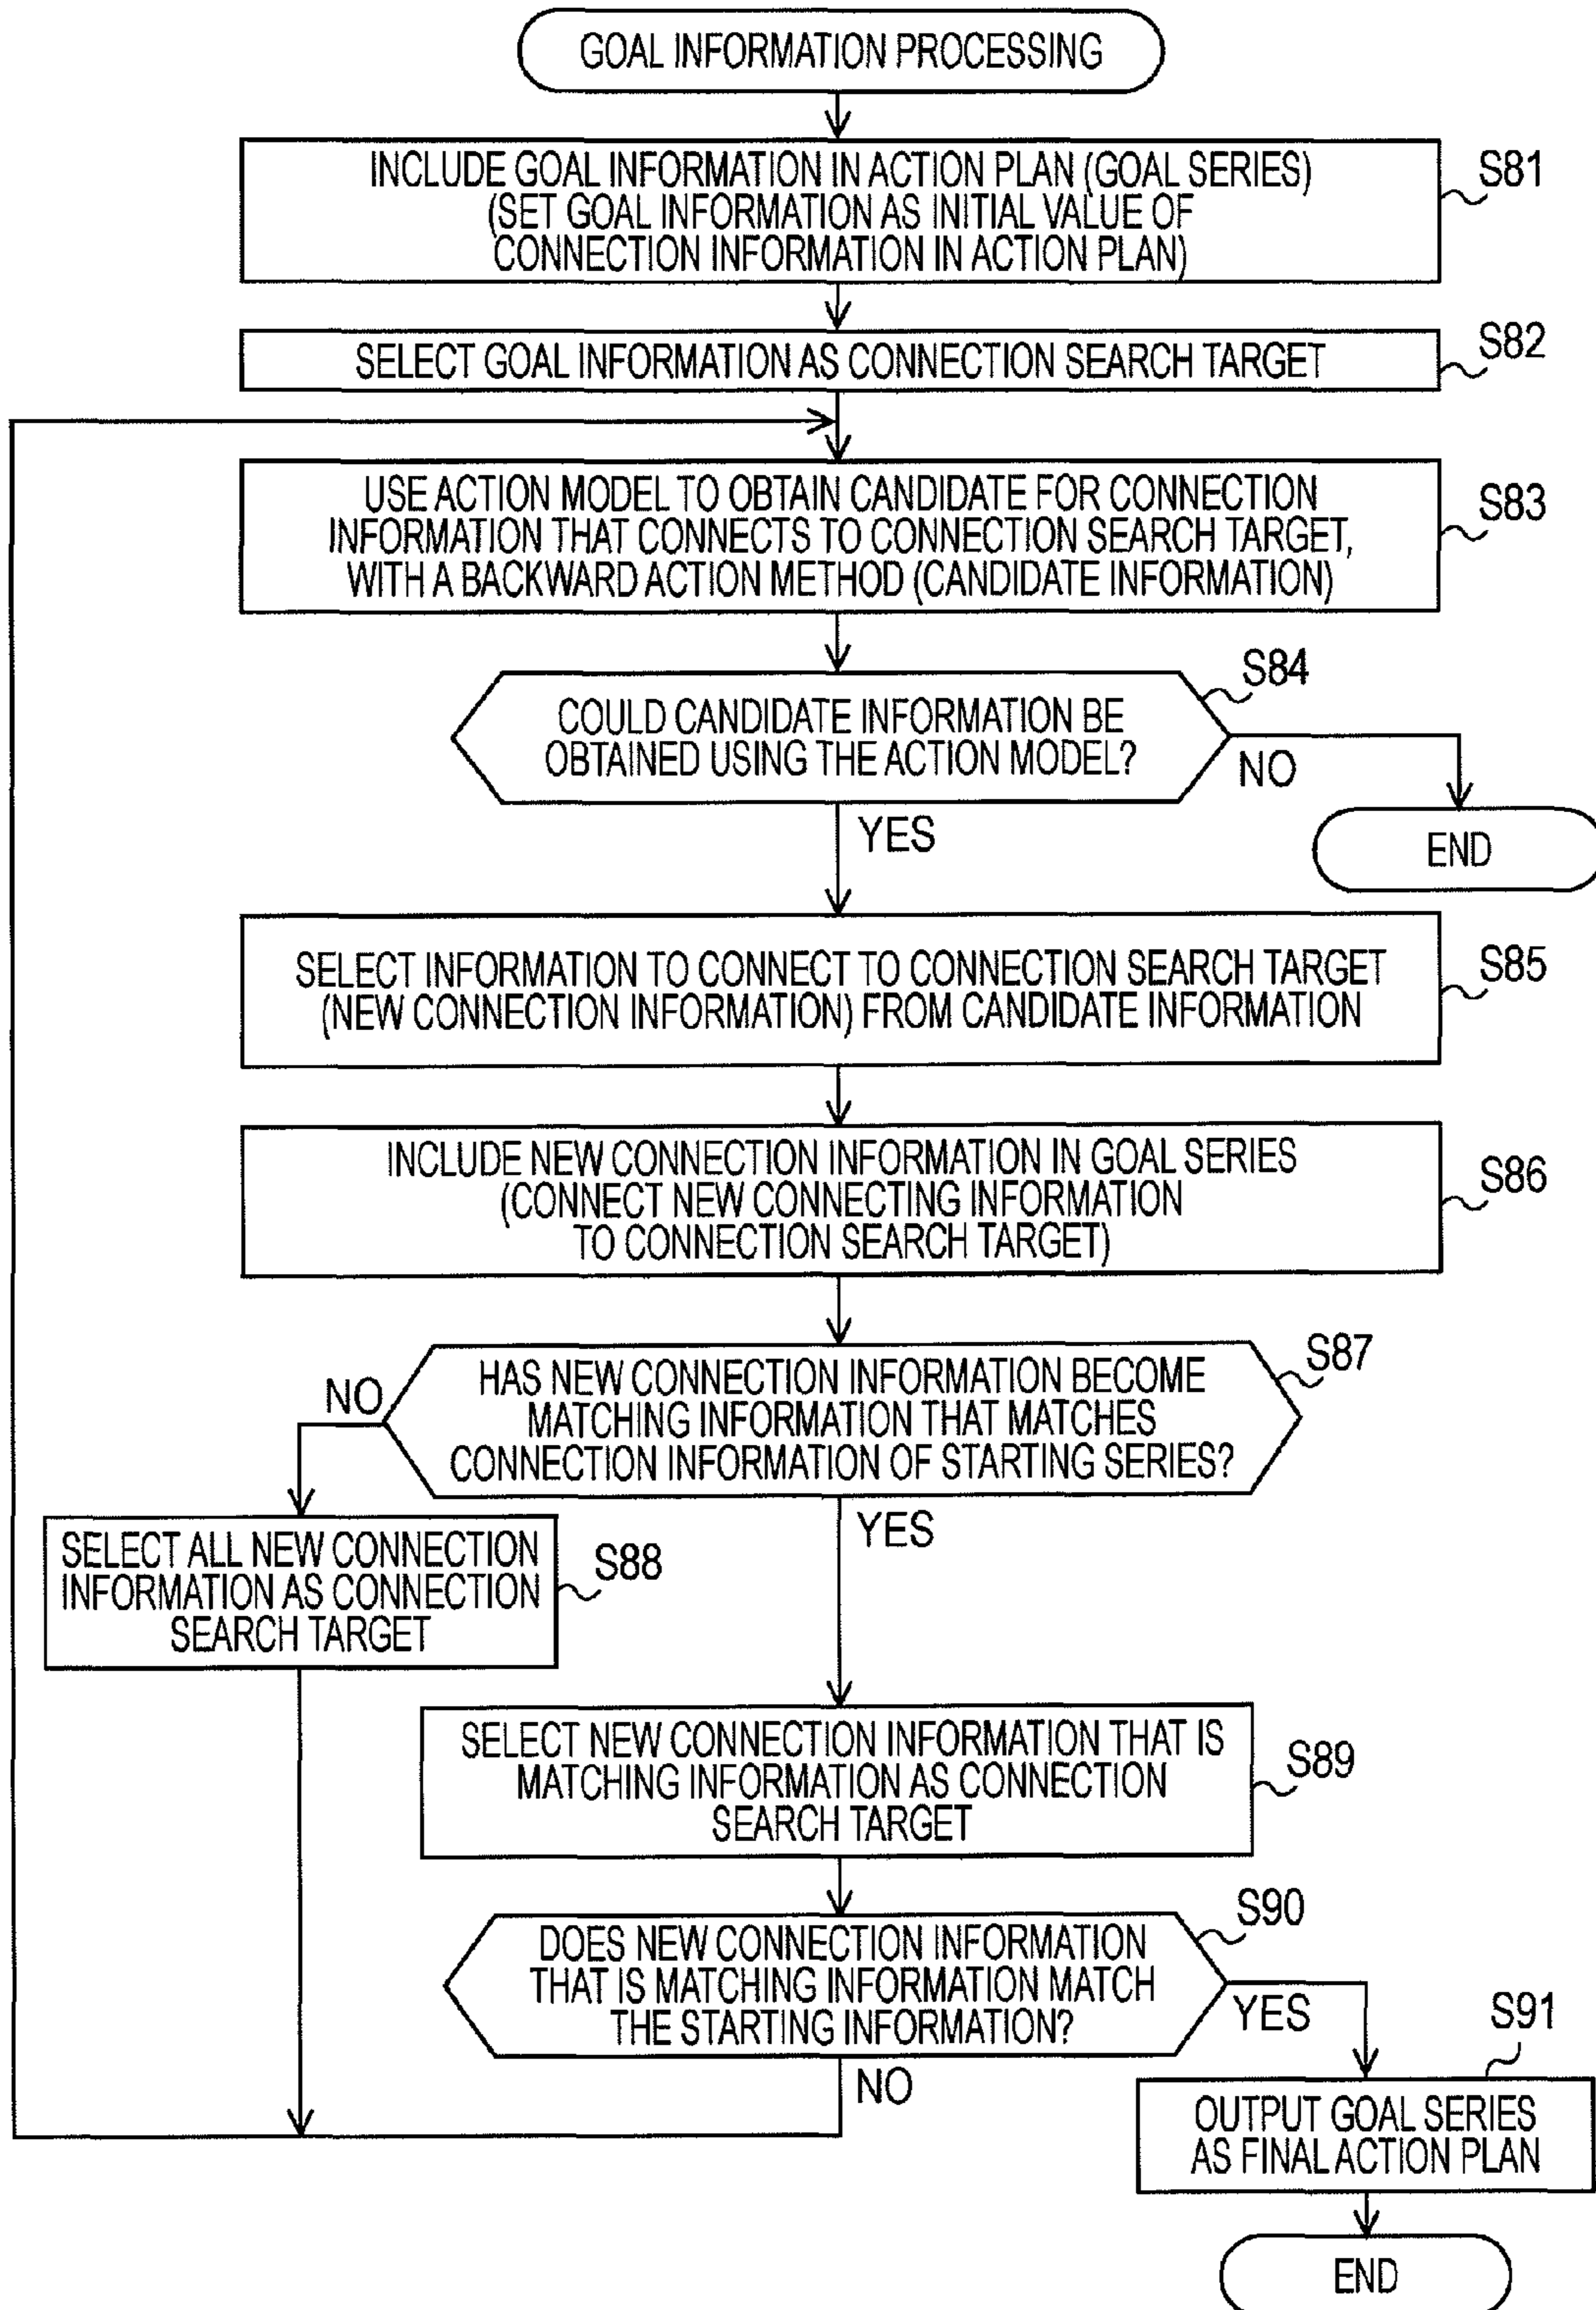 GOAL INFORMATION PROCESSING
INCLUDE GOAL INFORMATION IN ACTION PLAN (GOAL SERIES)
(SET GOAL INFORMATION AS INITIAL VALUE OF
CONNECTION INFORMATION IN ACTION PLAN)
S81
SELECT GOAL INFORMATION AS CONNECTION SEARCH TARGET
S82
USE ACTION MODEL TO OBTAIN CANDIDATE FOR CONNECTION
INFORMATION THAT CONNECTS TO CONNECTION SEARCH TARGET,
WITH A BACKWARD ACTION METHOD (CANDIDATE INFORMATION)
S83
COULD CANDIDATE INFORMATION BE
OBTAINED USING THE ACTION MODEL?
S84
NO
END
YES
SELECT INFORMATION TO CONNECT TO CONNECTION SEARCH TARGET
(NEW CONNECTION INFORMATION) FROM CANDIDATE INFORMATION
S85
INCLUDE NEW CONNECTION INFORMATION IN GOAL SERIES
(CONNECT NEW CONNECTING INFORMATION
TO CONNECTION SEARCH TARGET)
S86
HAS NEW CONNECTION INFORMATION BECOME
MATCHING INFORMATION THAT MATCHES
CONNECTION INFORMATION OF STARTING SERIES?
S87
NO
YES
SELECT ALL NEW CONNECTION
INFORMATION AS CONNECTION
SEARCH TARGET
S88
SELECT NEW CONNECTION INFORMATION THAT IS
MATCHING INFORMATION AS CONNECTION
SEARCH TARGET
S89
DOES NEW CONNECTION INFORMATION
THAT IS MATCHING INFORMATION MATCH
THE STARTING INFORMATION?
S90
YES
NO
S91
OUTPUT GOAL SERIES
AS FINAL ACTION PLAN
END